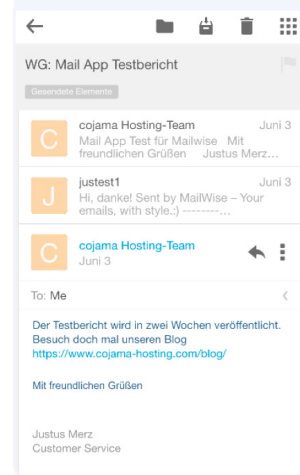 WG: Mail App Testbericht
Gesendete Elemente
C
cojama Hosting-Team Juni 3
Mail App Test für Mailwise Mit
freundlichen Grüßen Justus Merz...
J
justest1 Juni 3
Hi, danke! Sent by MailWise – Your
emails, with style.:) --------...
C
cojama Hosting-Team
Juni 3
To: Me
Der Testbericht wird in zwei Wochen veröffentlicht.
Besuch doch mal unseren Blog
https://www.cojama-hosting.com/blog/
Mit freundlichen Grüßen
Justus Merz
Customer Service